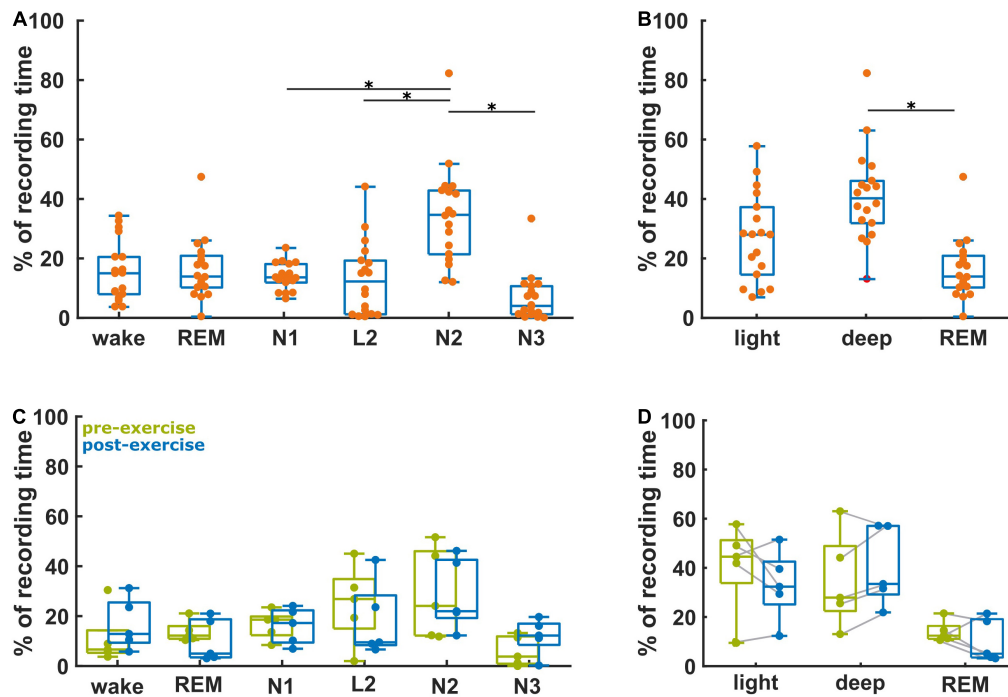 A
% of recording time
100
80
60
40
20
0
*
*
*
wake REM N1 L2 N2 N3
B
% of recording time
100
80
60
40
20
0
*
light deep REM
C
% of recording time
100
80
60
40
20
0
pre-exercise
post-exercise
wake REM N1 L2 N2 N3
D
% of recording time
100
80
60
40
20
0
light deep REM